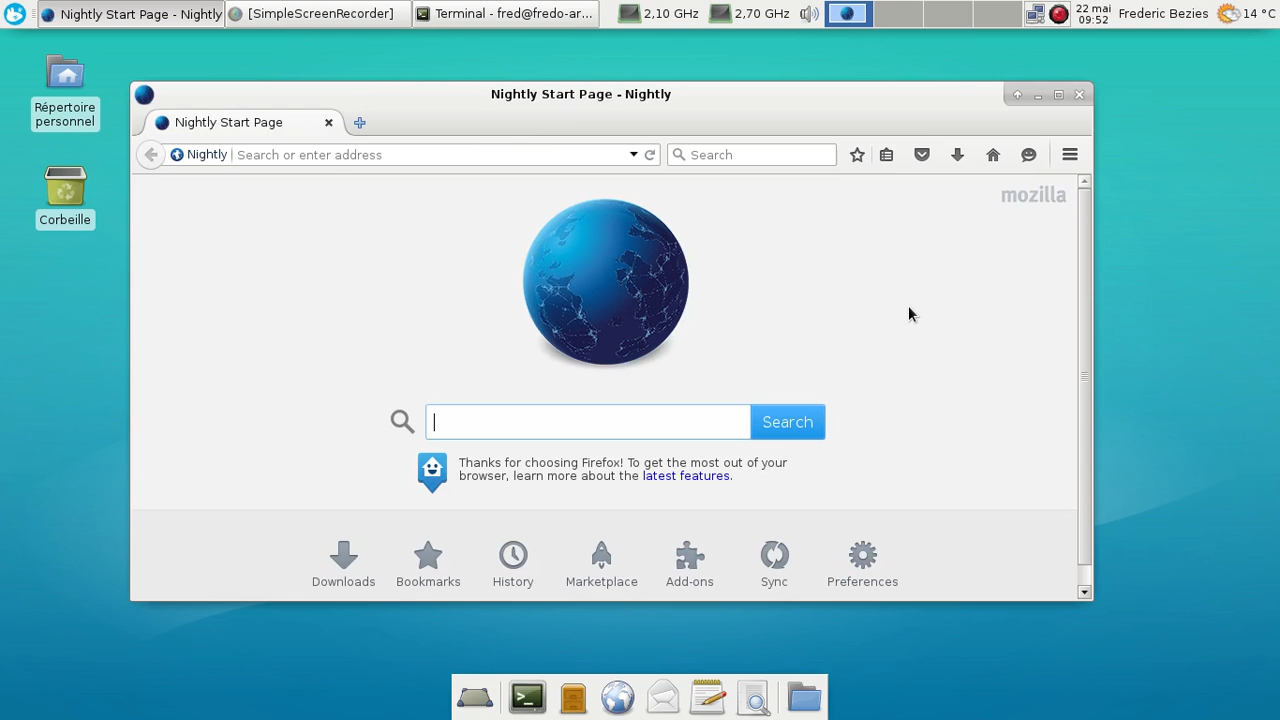 Nightly Start Page - Nightly
[SimpleScreenRecorder]
Terminal - fred@fredo-ar...
2,10 GHz
2,70 GHz
22 mai
09:52
Frederic Bezies
14 °C
Répertoire
personnel
Corbeille
Nightly Start Page - Nightly
Nightly Start Page
Nightly
Search or enter address
Search
mozilla
Search
Thanks for choosing Firefox! To get the most out of your
browser, learn more about the latest features.
Downloads
Bookmarks
History
Marketplace
Add-ons
Sync
Preferences